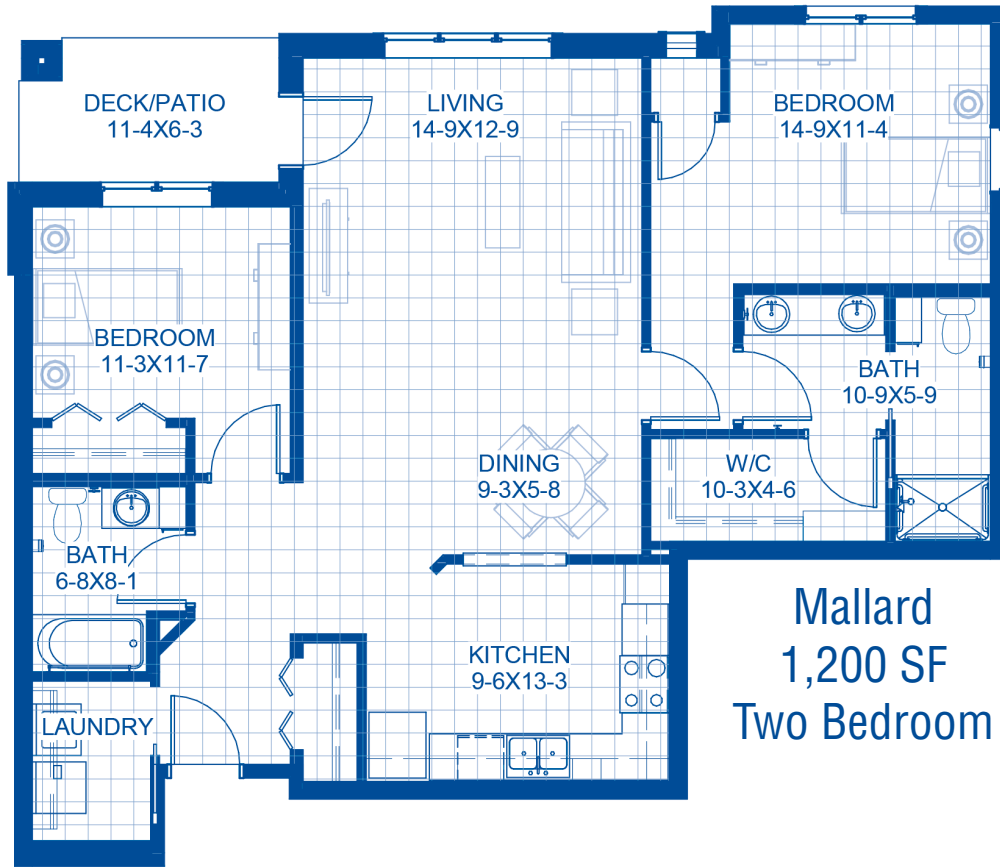 DECK/PATIO
11-4X6-3
LIVING
14-9X12-9
BEDROOM
14-9X11-4
BEDROOM
11-3X11-7
BATH
10-9X5-9
DINING
9-3X5-8
W/C
10-3X4-6
BATH
6-8X8-1
KITCHEN
9-6X13-3
LAUNDRY
Mallard
1,200 SF
Two Bedroom